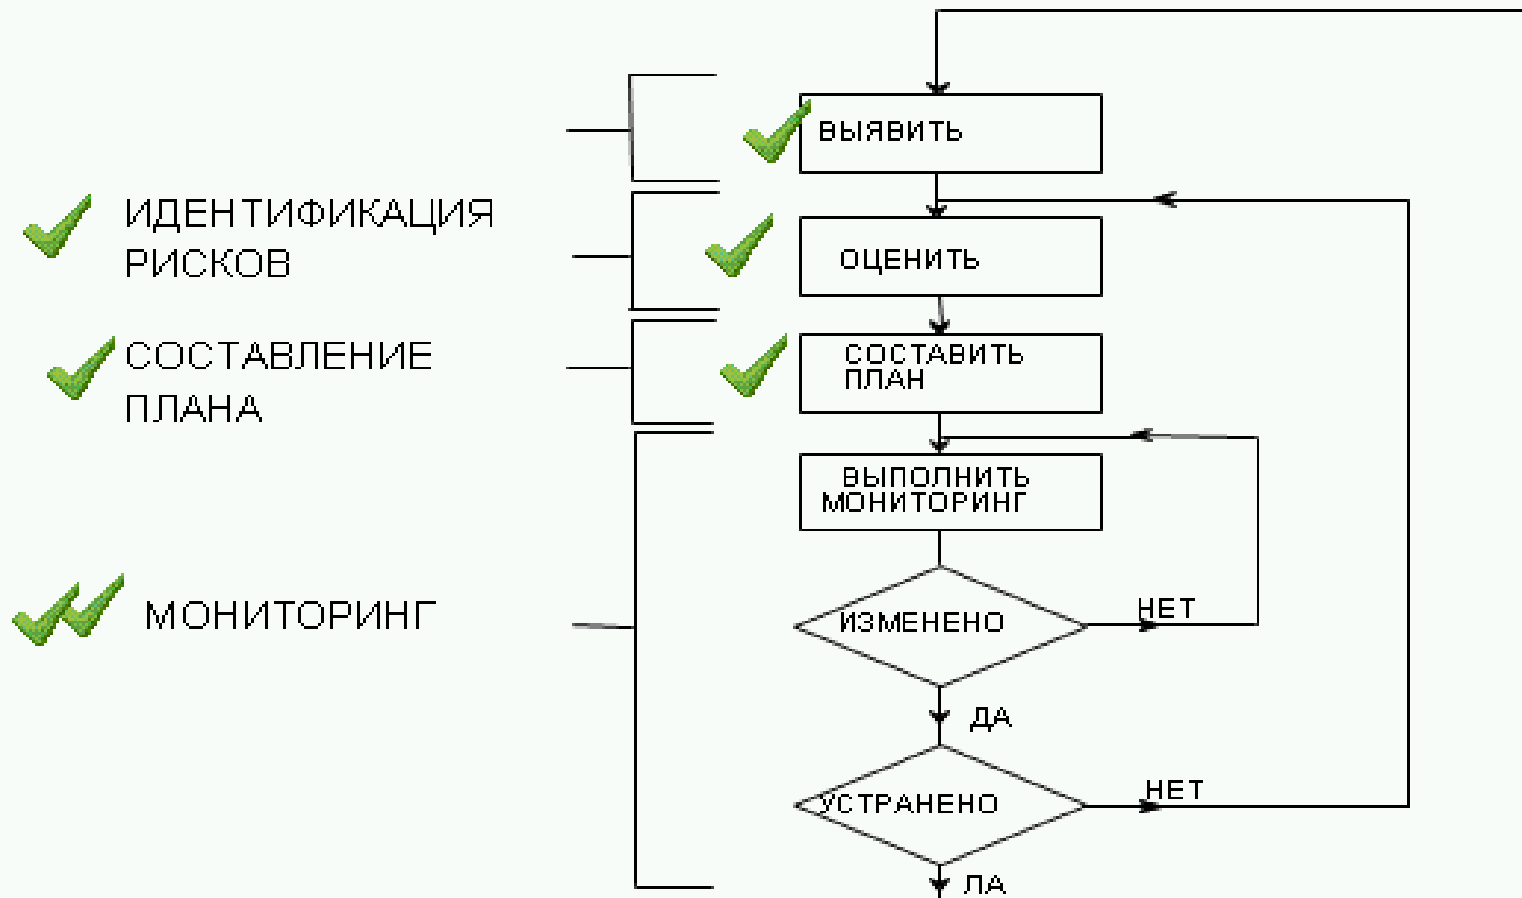 ВЫЯВИТЬ
ИДЕНТИФИКАЦИЯ
РИСКОВ
ОЦЕНИТЬ
СОСТАВЛЕНИЕ
ПЛАНА
СОСТАВИТЬ
ПЛАН
ВЫПОЛНИТЬ
МОНИТОРИНГ
МОНИТОРИНГ
ИЗМЕНЕНО
НЕТ
ДА
УСТРАНЕНО
НЕТ
ДА